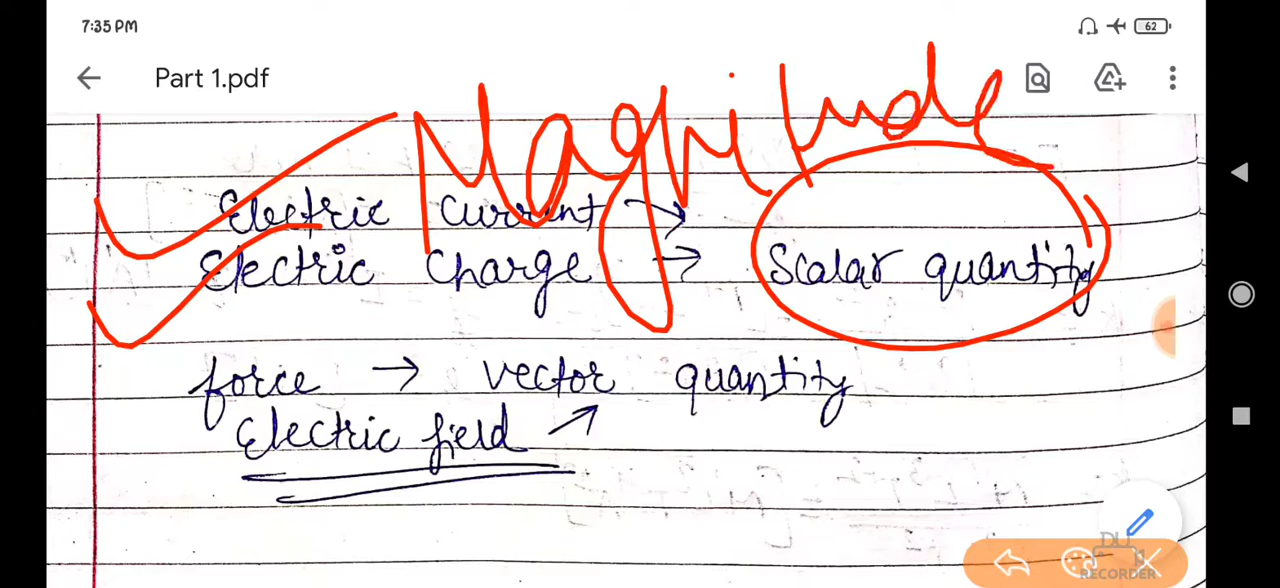 7:35 PM
62
Part 1.pdf
Magnitude
Electric Current →
Electric Charge → Scalar quantity
force → vector quantity
Electric field ↗
DU RECORDER